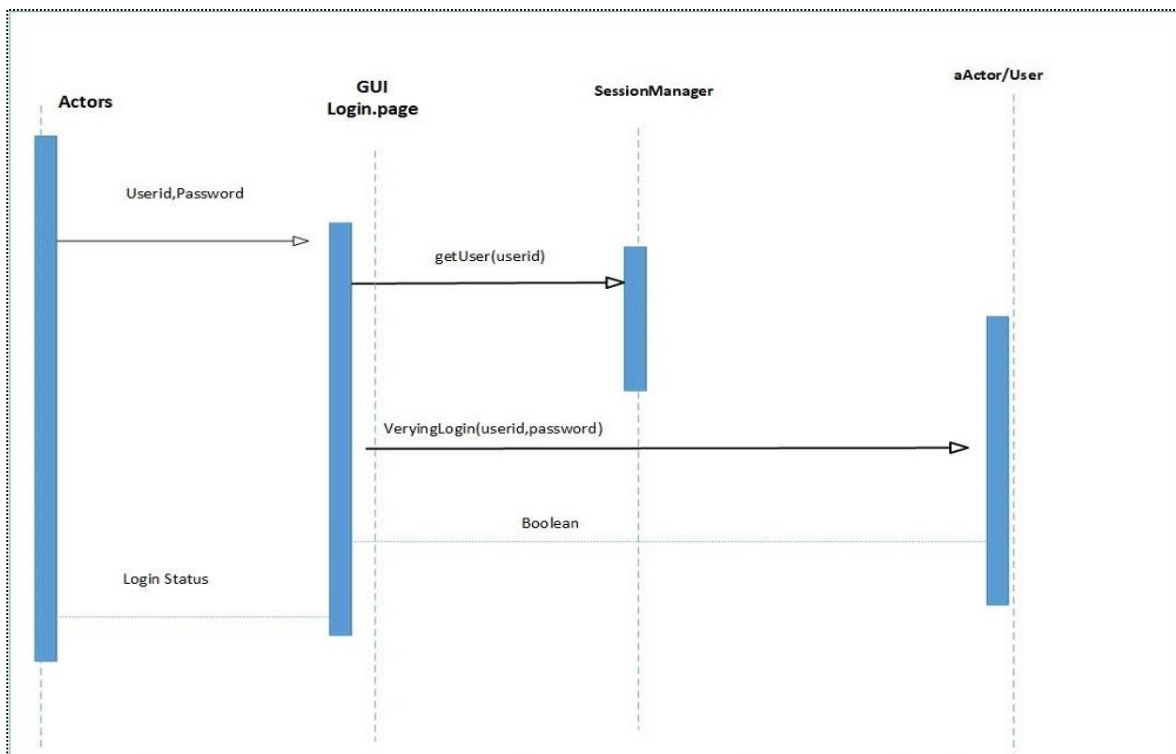 Actors
GUI
Login.page
SessionManager
aActor/User
Userid,Password
getUser(userid)
VeryingLogin(userid,password)
Boolean
Login Status